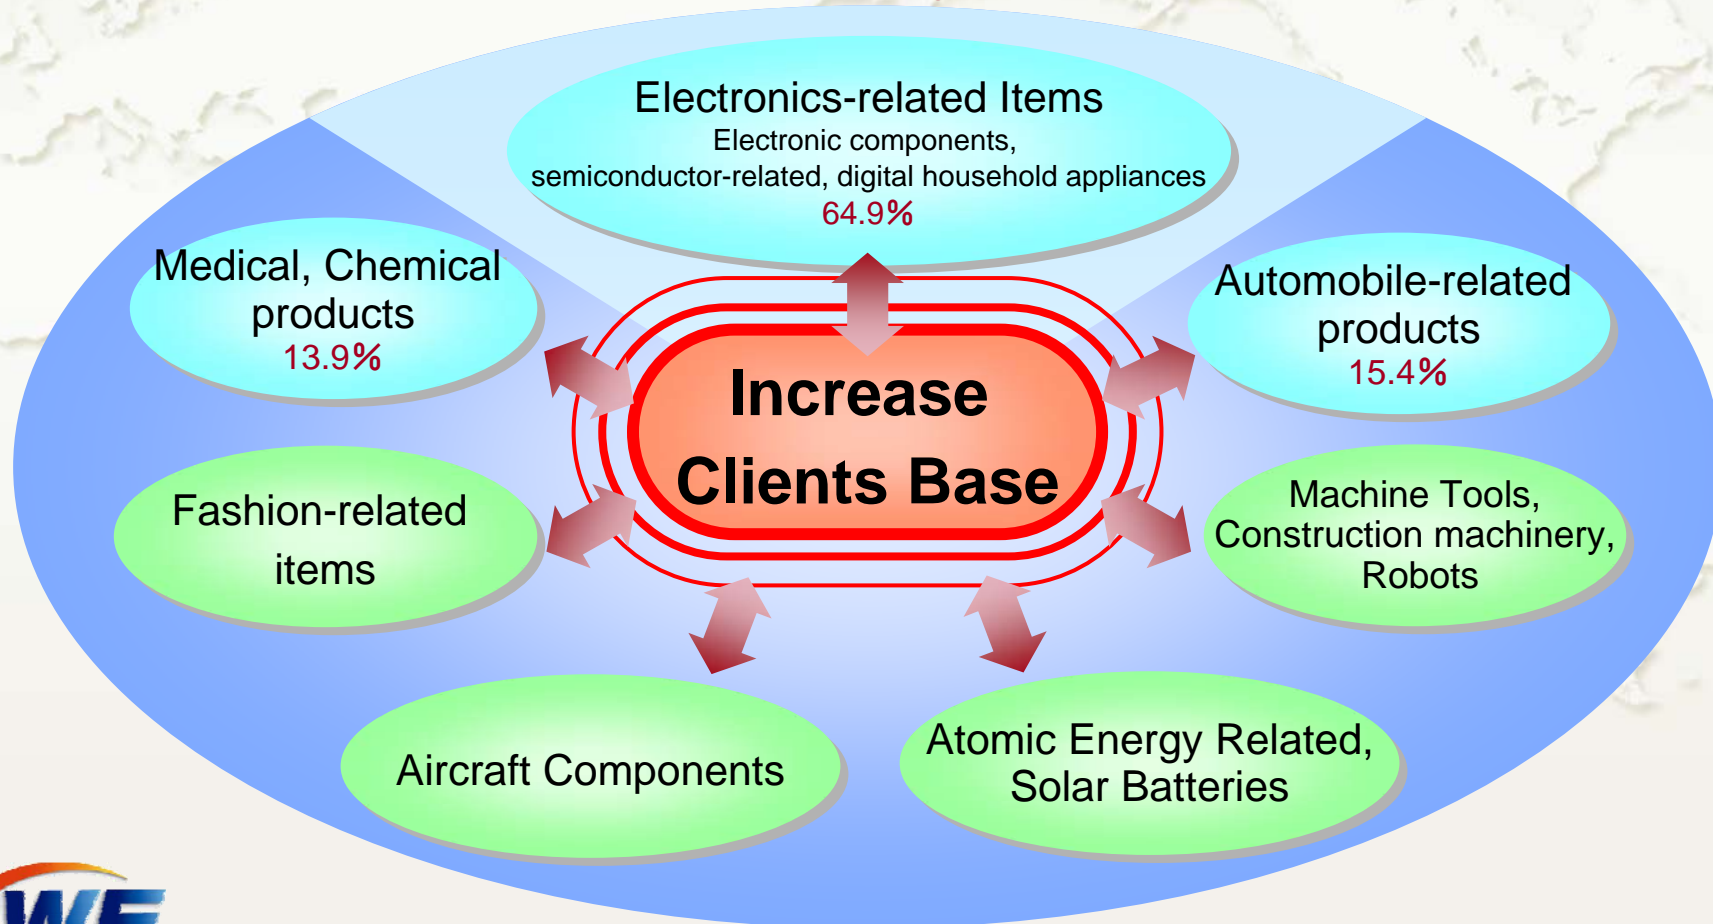 Electronics-related Items
Electronic components,
semiconductor-related, digital household appliances
64.9%
Medical, Chemical
products
13.9%
Automobile-related
products
15.4%
Increase
Clients Base
Fashion-related
items
Machine Tools,
Construction machinery,
Robots
Aircraft Components
Atomic Energy Related,
Solar Batteries